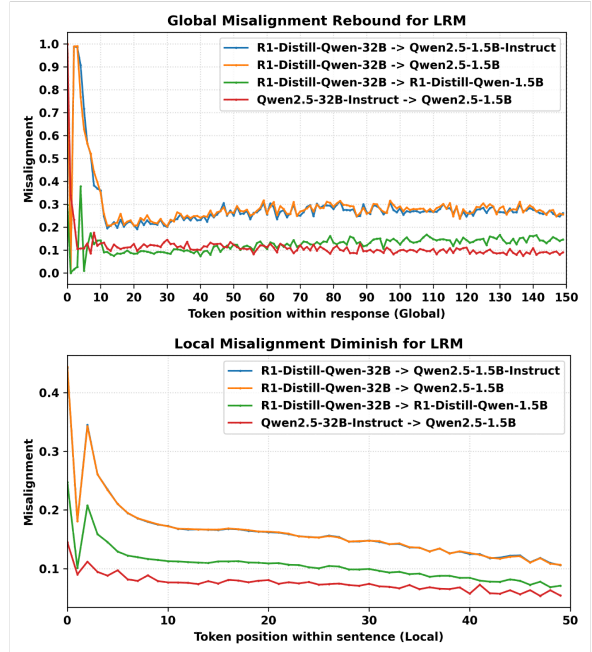 Global Misalignment Rebound for LRM
R1-Distill-Qwen-32B -> Qwen2.5-1.5B-Instruct
R1-Distill-Qwen-32B -> Qwen2.5-1.5B
R1-Distill-Qwen-32B -> R1-Distill-Qwen-1.5B
Qwen2.5-32B-Instruct -> Qwen2.5-1.5B
Misalignment
1.0
0.9
0.8
0.7
0.6
0.5
0.4
0.3
0.2
0.1
0.0
0 10 20 30 40 50 60 70 80 90 100 110 120 130 140 150
Token position within response (Global)
Local Misalignment Diminish for LRM
R1-Distill-Qwen-32B -> Qwen2.5-1.5B-Instruct
R1-Distill-Qwen-32B -> Qwen2.5-1.5B
R1-Distill-Qwen-32B -> R1-Distill-Qwen-1.5B
Qwen2.5-32B-Instruct -> Qwen2.5-1.5B
Misalignment
0.4
0.3
0.2
0.1
0 10 20 30 40 50
Token position within sentence (Local)